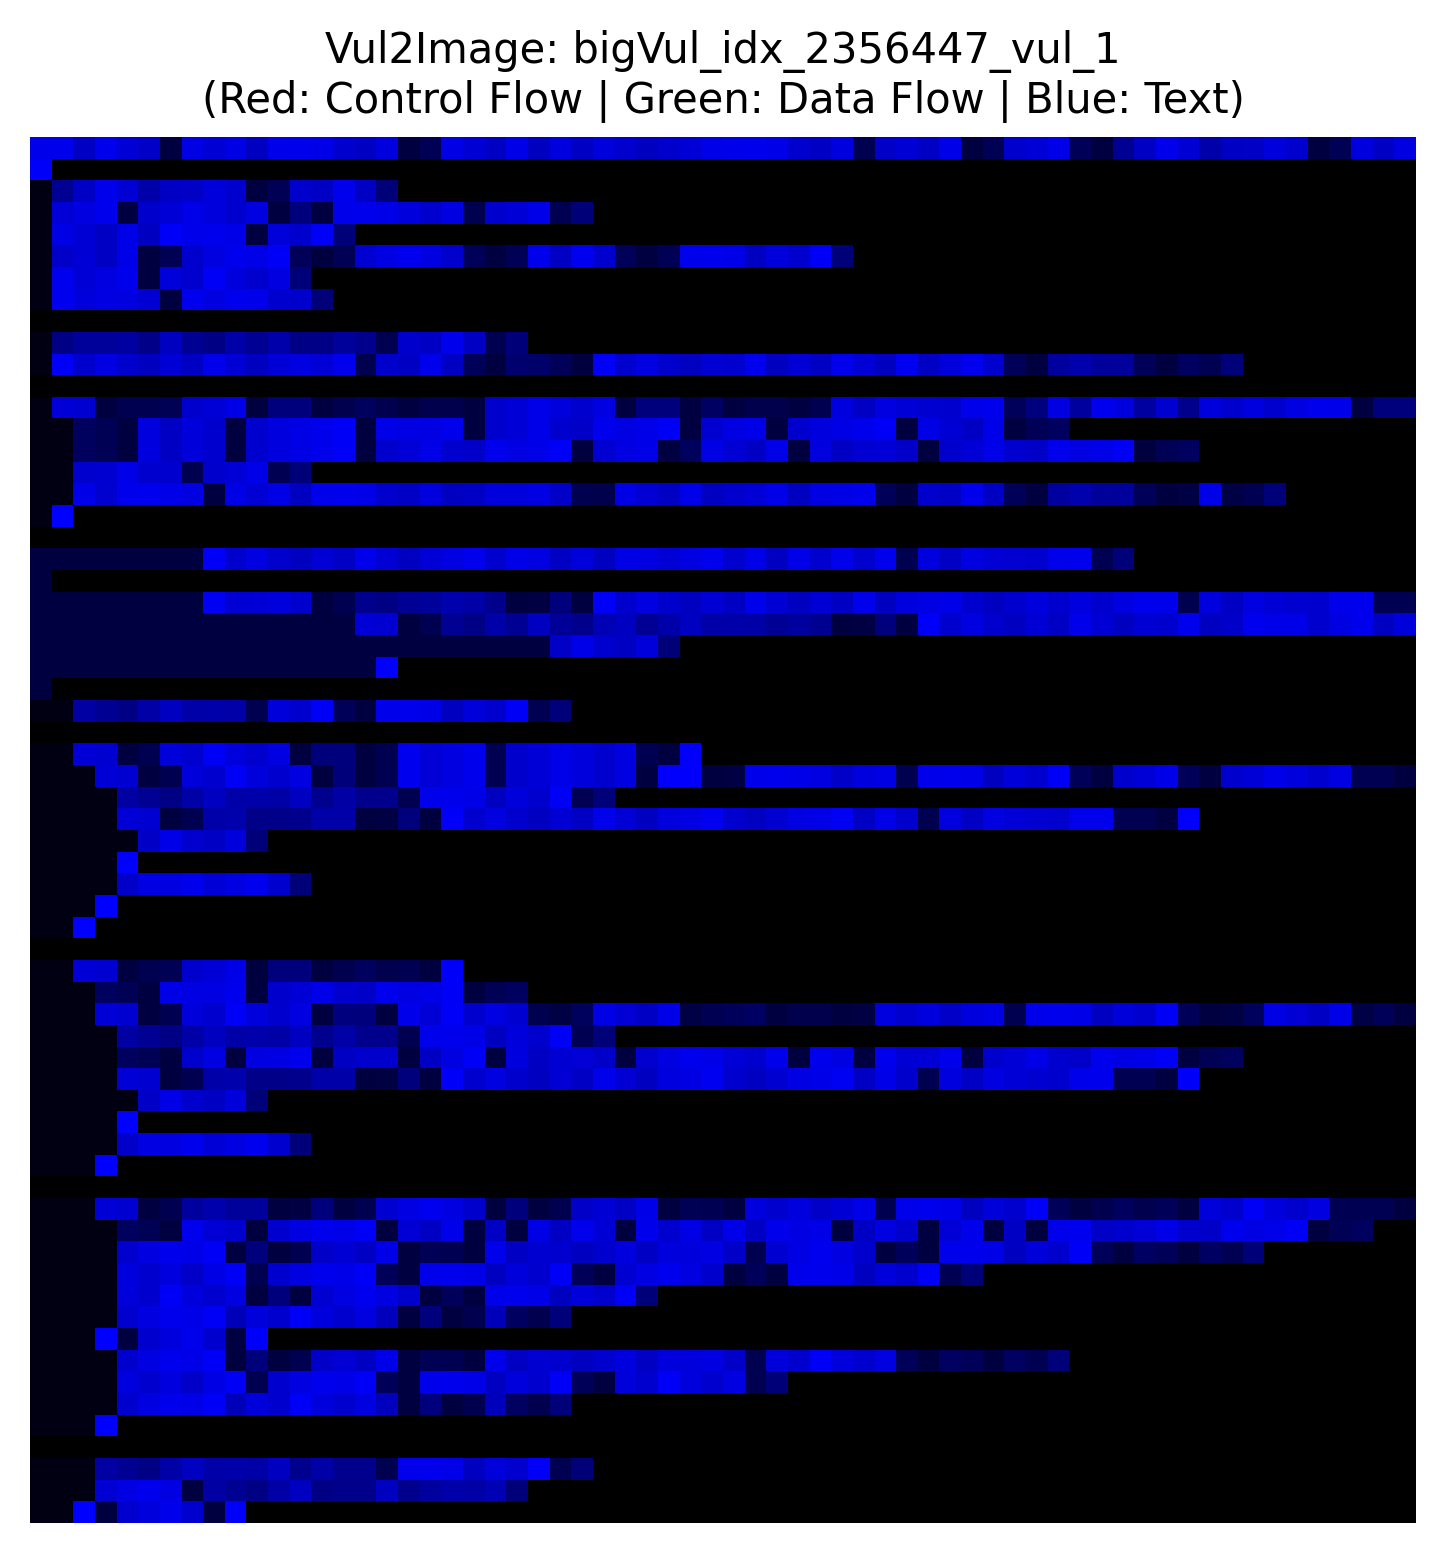 Vul2Image: bigVul_idx_2356447_vul_1
(Red: Control Flow | Green: Data Flow | Blue: Text)